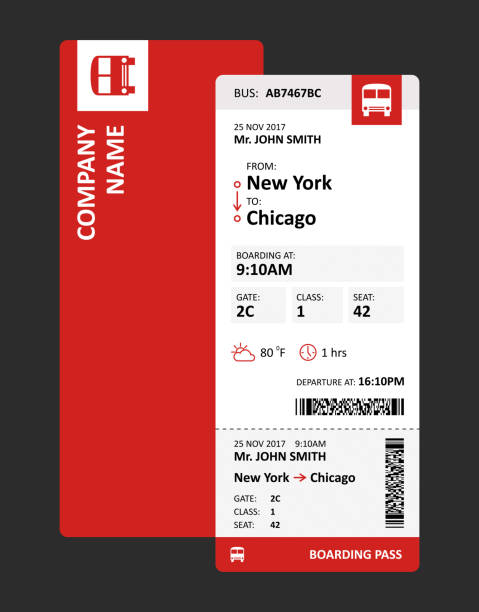 COMPANY
NAME
BUS: AB7467BC
25 NOV 2017
Mr. JOHN SMITH
FROM:
New York
TO:
Chicago
BOARDING AT:
9:10AM
GATE: CLASS: SEAT:
2C 1 42
80 °F 1 hrs
DEPARTURE AT: 16:10PM
25 NOV 2017 9:10AM
Mr. JOHN SMITH
New York → Chicago
GATE: 2C
CLASS: 1
SEAT: 42
BOARDING PASS